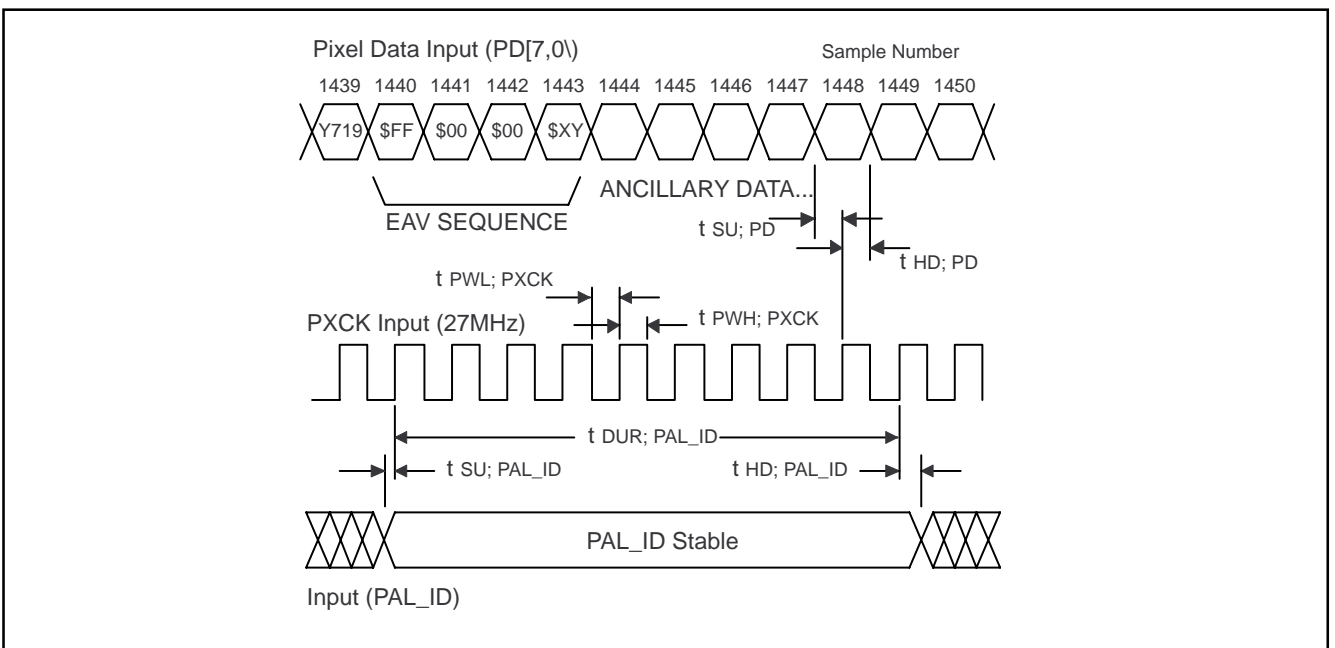 Pixel Data Input (PD[7,0\) Sample Number
1439 1440 1441 1442 1443 1444 1445 1446 1447 1448 1449 1450
Y719 $FF $00 $00 $XY
EAV SEQUENCE
ANCILLARY DATA...
t SU; PD
t HD; PD
t PWL; PXCK
PXCK Input (27MHz)
t PWH; PXCK
t DUR; PAL_ID
t SU; PAL_ID
t HD; PAL_ID
PAL_ID Stable
Input (PAL_ID)